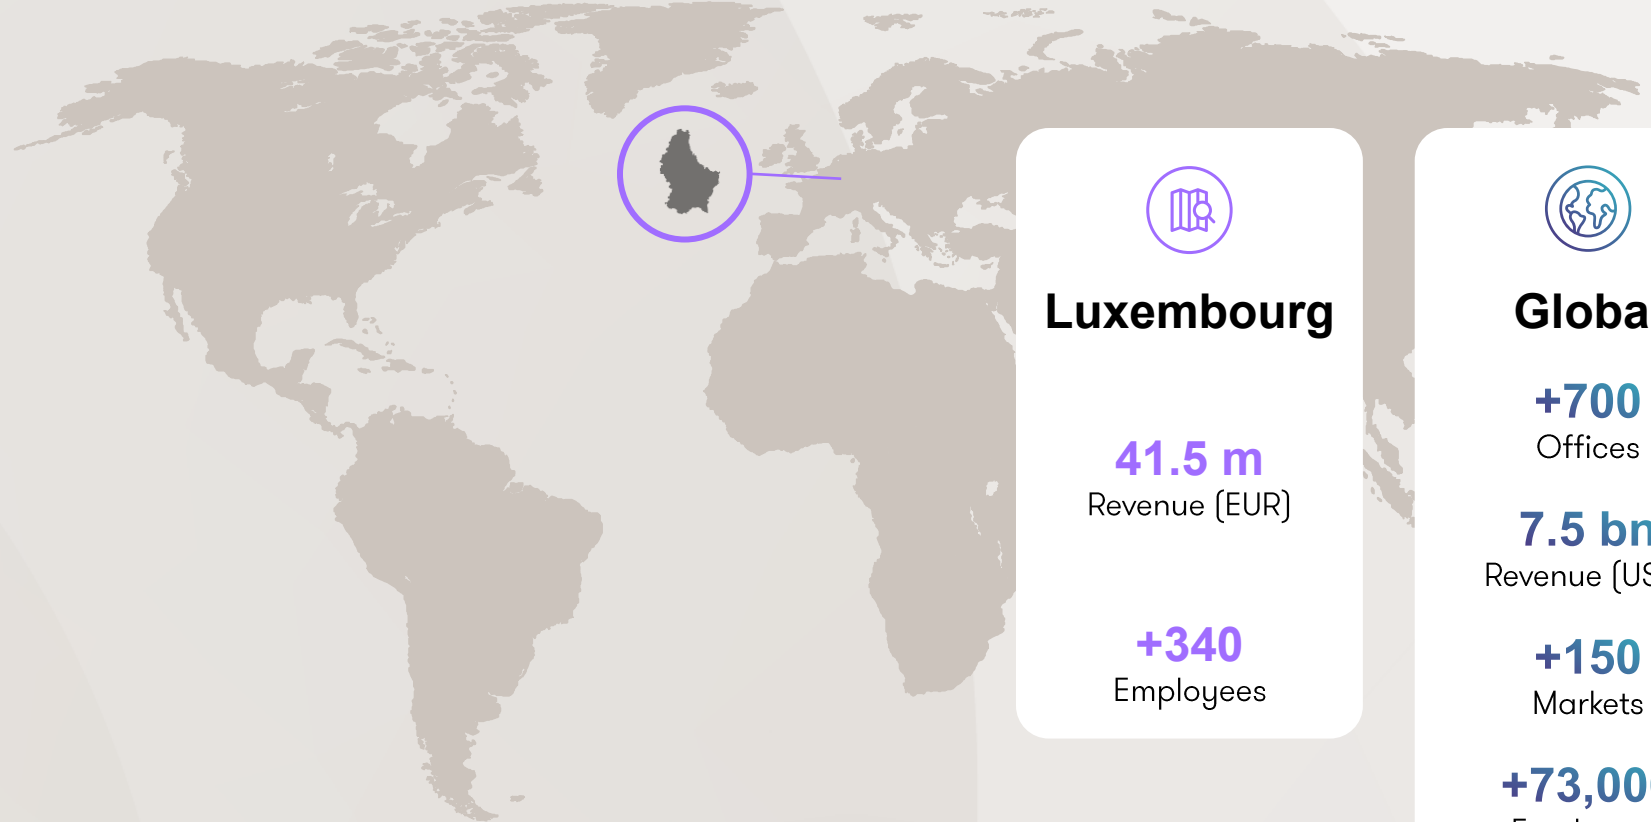 Luxembourg
41.5 m
Revenue (EUR)
+340
Employees
Globa
+700
Offices
7.5 bn
Revenue (US
+150
Markets
+73,00